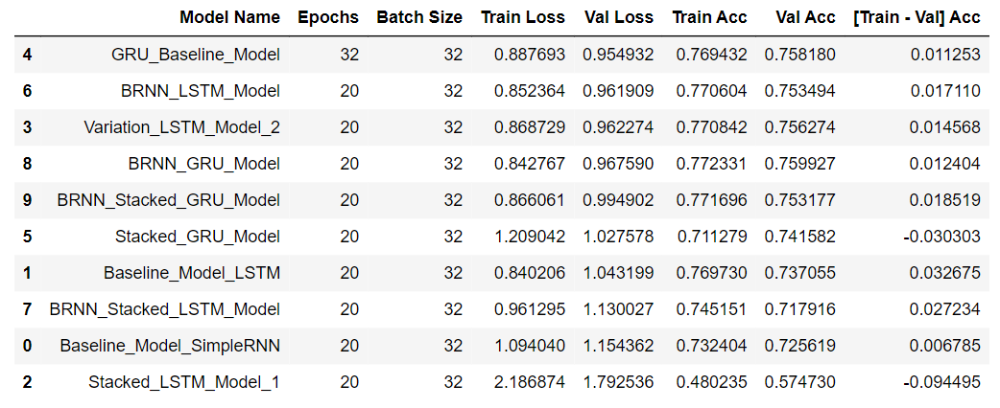 Model Name Epochs Batch Size Train Loss Val Loss Train Acc Val Acc [Train - Val] Acc
4 GRU_Baseline_Model 32 32 0.887693 0.954932 0.769432 0.758180 0.011253
6 BRNN_LSTM_Model 20 32 0.852364 0.961909 0.770604 0.753494 0.017110
3 Variation_LSTM_Model_2 20 32 0.868729 0.962274 0.770842 0.756274 0.014568
8 BRNN_GRU_Model 20 32 0.842767 0.967590 0.772331 0.759927 0.012404
9 BRNN_Stacked_GRU_Model 20 32 0.866061 0.994902 0.771696 0.753177 0.018519
5 Stacked_GRU_Model 20 32 1.209042 1.027578 0.711279 0.741582 -0.030303
1 Baseline_Model_LSTM 20 32 0.840206 1.043199 0.769730 0.737055 0.032675
7 BRNN_Stacked_LSTM_Model 20 32 0.961295 1.130027 0.745151 0.717916 0.027234
0 Baseline_Model_SimpleRNN 20 32 1.094040 1.154362 0.732404 0.725619 0.006785
2 Stacked_LSTM_Model_1 20 32 2.186874 1.792536 0.480235 0.574730 -0.094495